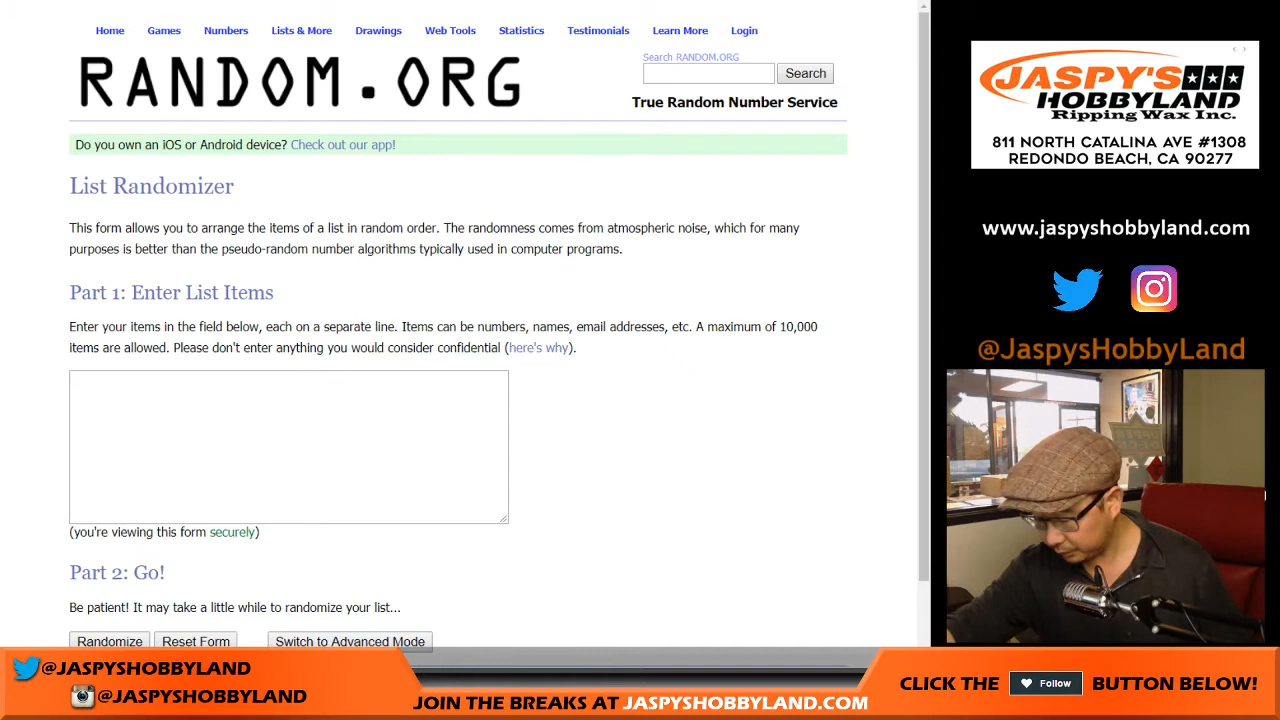 Home Games Numbers Lists & More Drawings Web Tools Statistics Testimonials Learn More Login
RANDOM.ORG
Search RANDOM.ORG
Search
True Random Number Service
Do you own an iOS or Android device? Check out our app!
List Randomizer
This form allows you to arrange the items of a list in random order. The randomness comes from atmospheric noise, which for many
purposes is better than the pseudo-random number algorithms typically used in computer programs.
Part 1: Enter List Items
Enter your items in the field below, each on a separate line. Items can be numbers, names, email addresses, etc. A maximum of 10,000
items are allowed. Please don't enter anything you would consider confidential (here's why).
(you're viewing this form securely)
Part 2: Go!
Be patient! It may take a little while to randomize your list...
Randomize Reset Form Switch to Advanced Mode
JASPY'S
HOBBYLAND
Ripping Wax Inc.
811 NORTH CATALINA AVE #1308
REDONDO BEACH, CA 90277
www.jaspyshobbyland.com
@JaspysHobbyLand
@JASPYSHOBBYLAND
@JASPYSHOBBYLAND
JOIN THE BREAKS AT JASPYSHOBBYLAND.COM
CLICK THE Follow BUTTON BELOW!